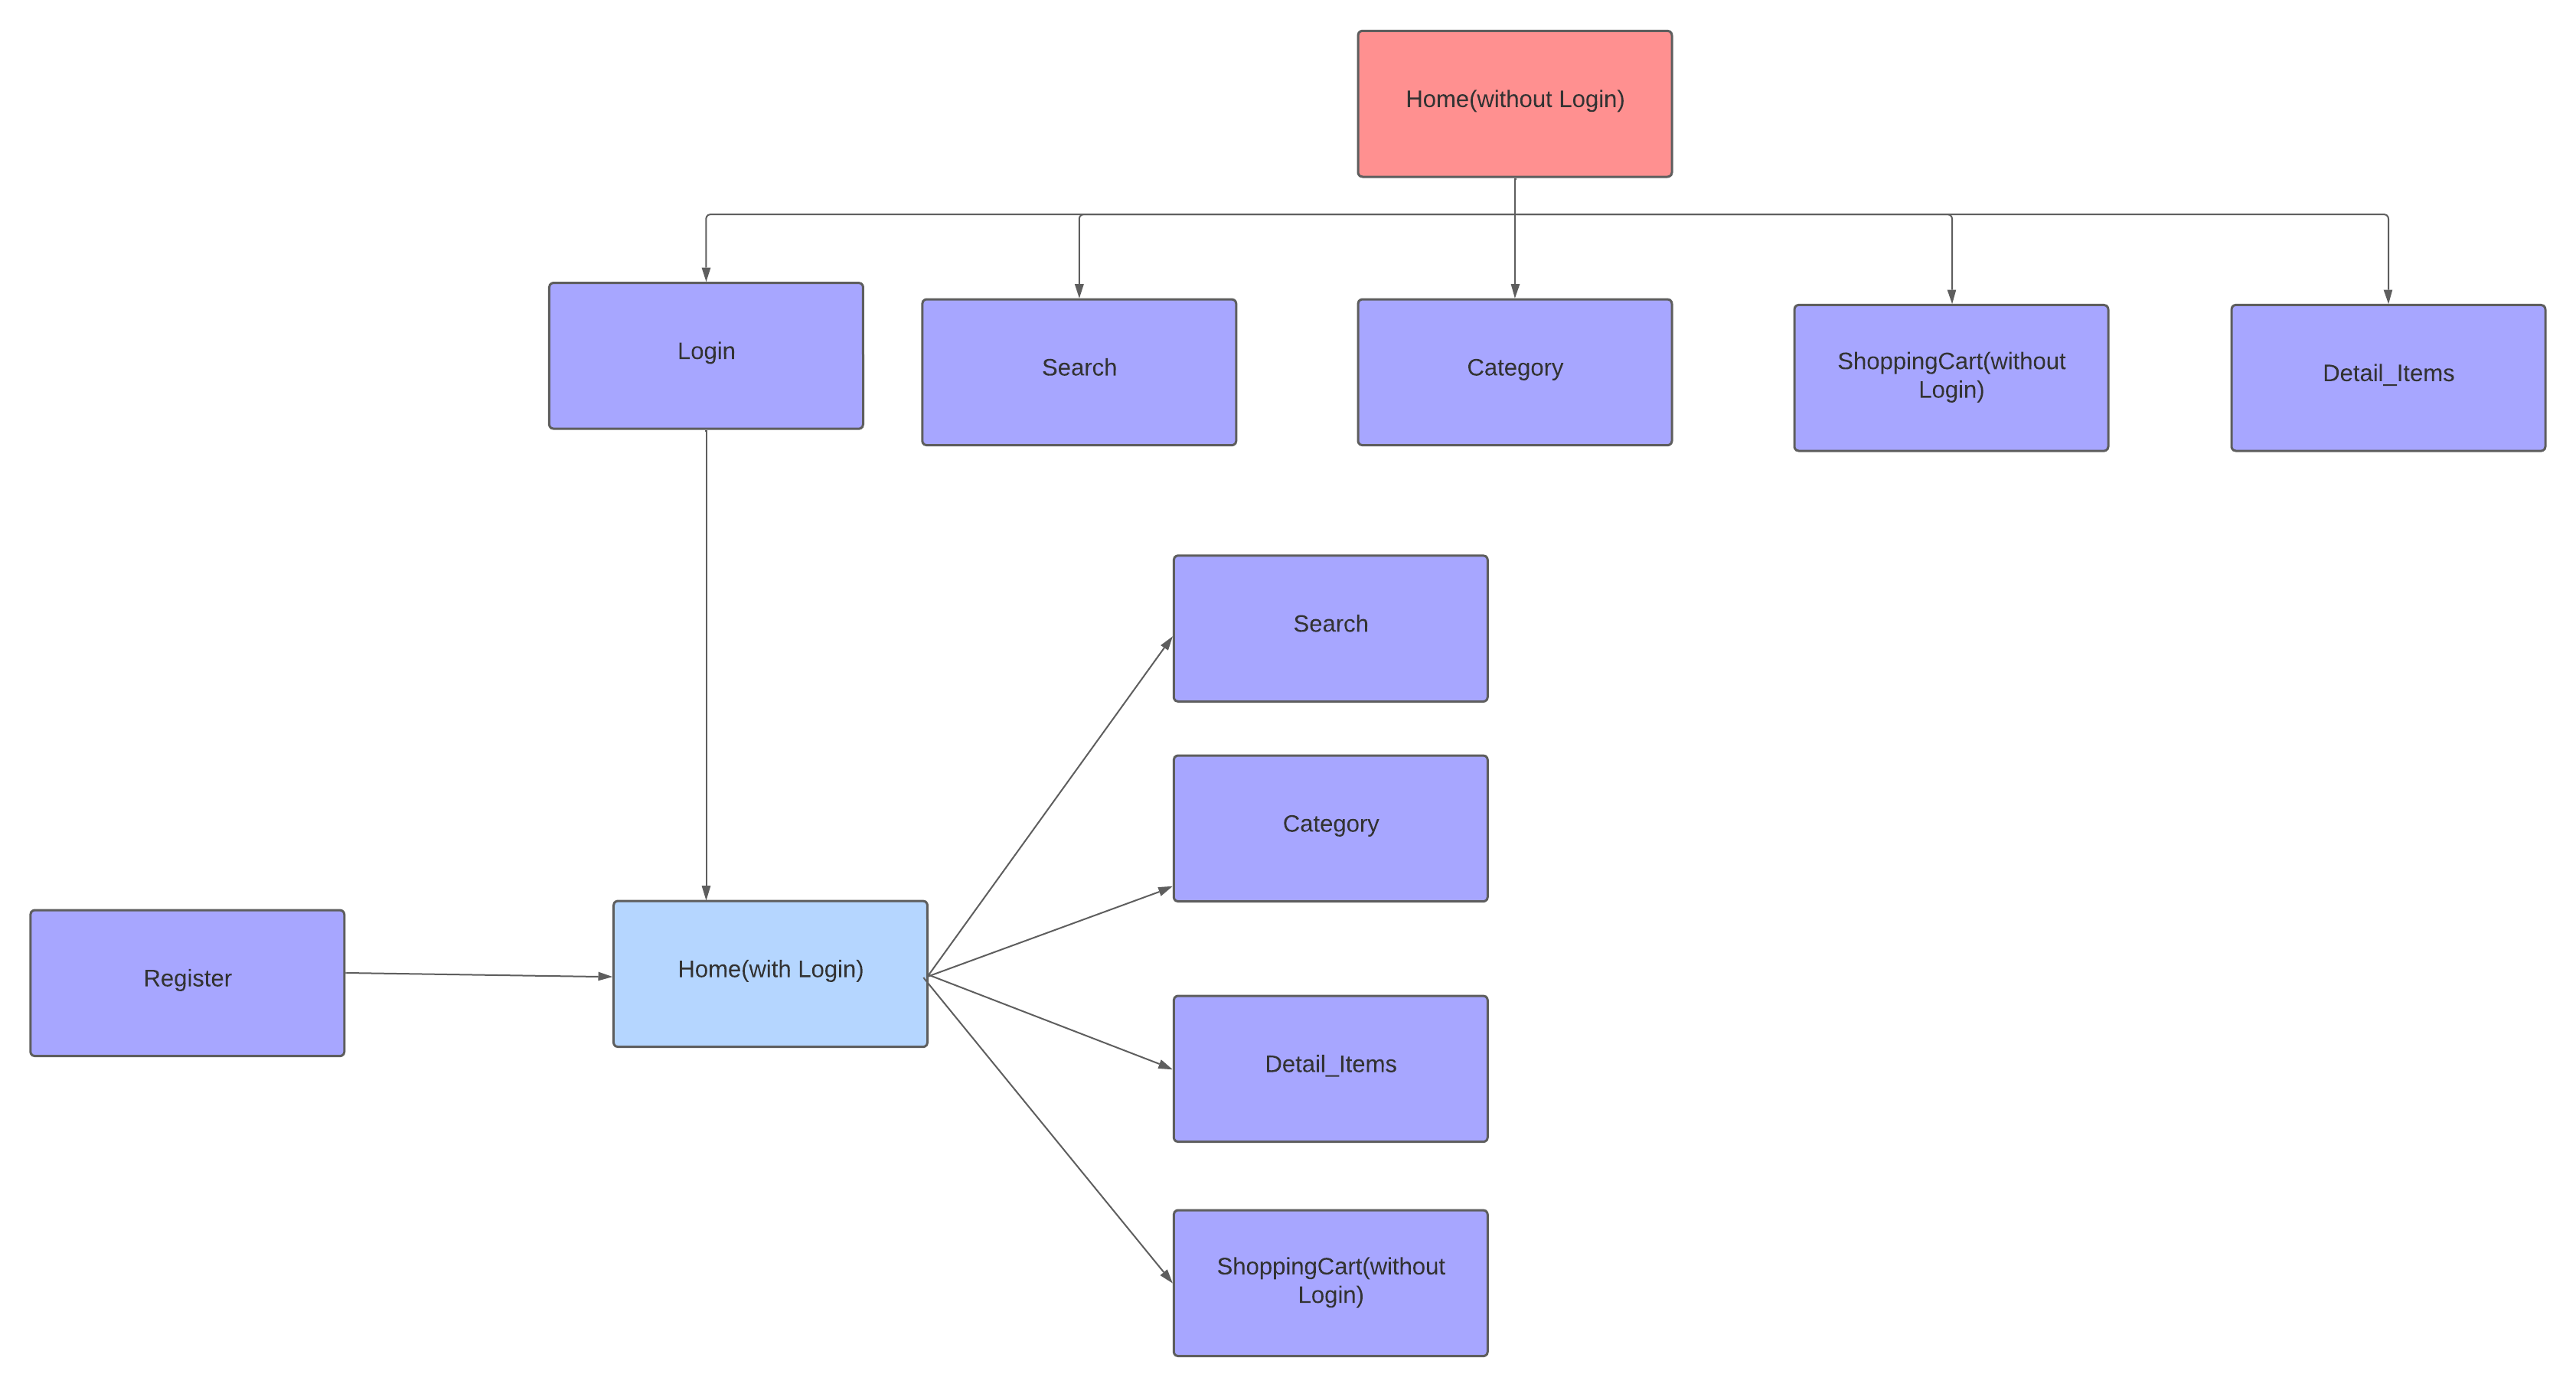 Home(without Login)
Login
Search
Category
ShoppingCart(without
Login)
Detail_Items
Search
Category
Register
Home(with Login)
Detail_Items
ShoppingCart(without
Login)